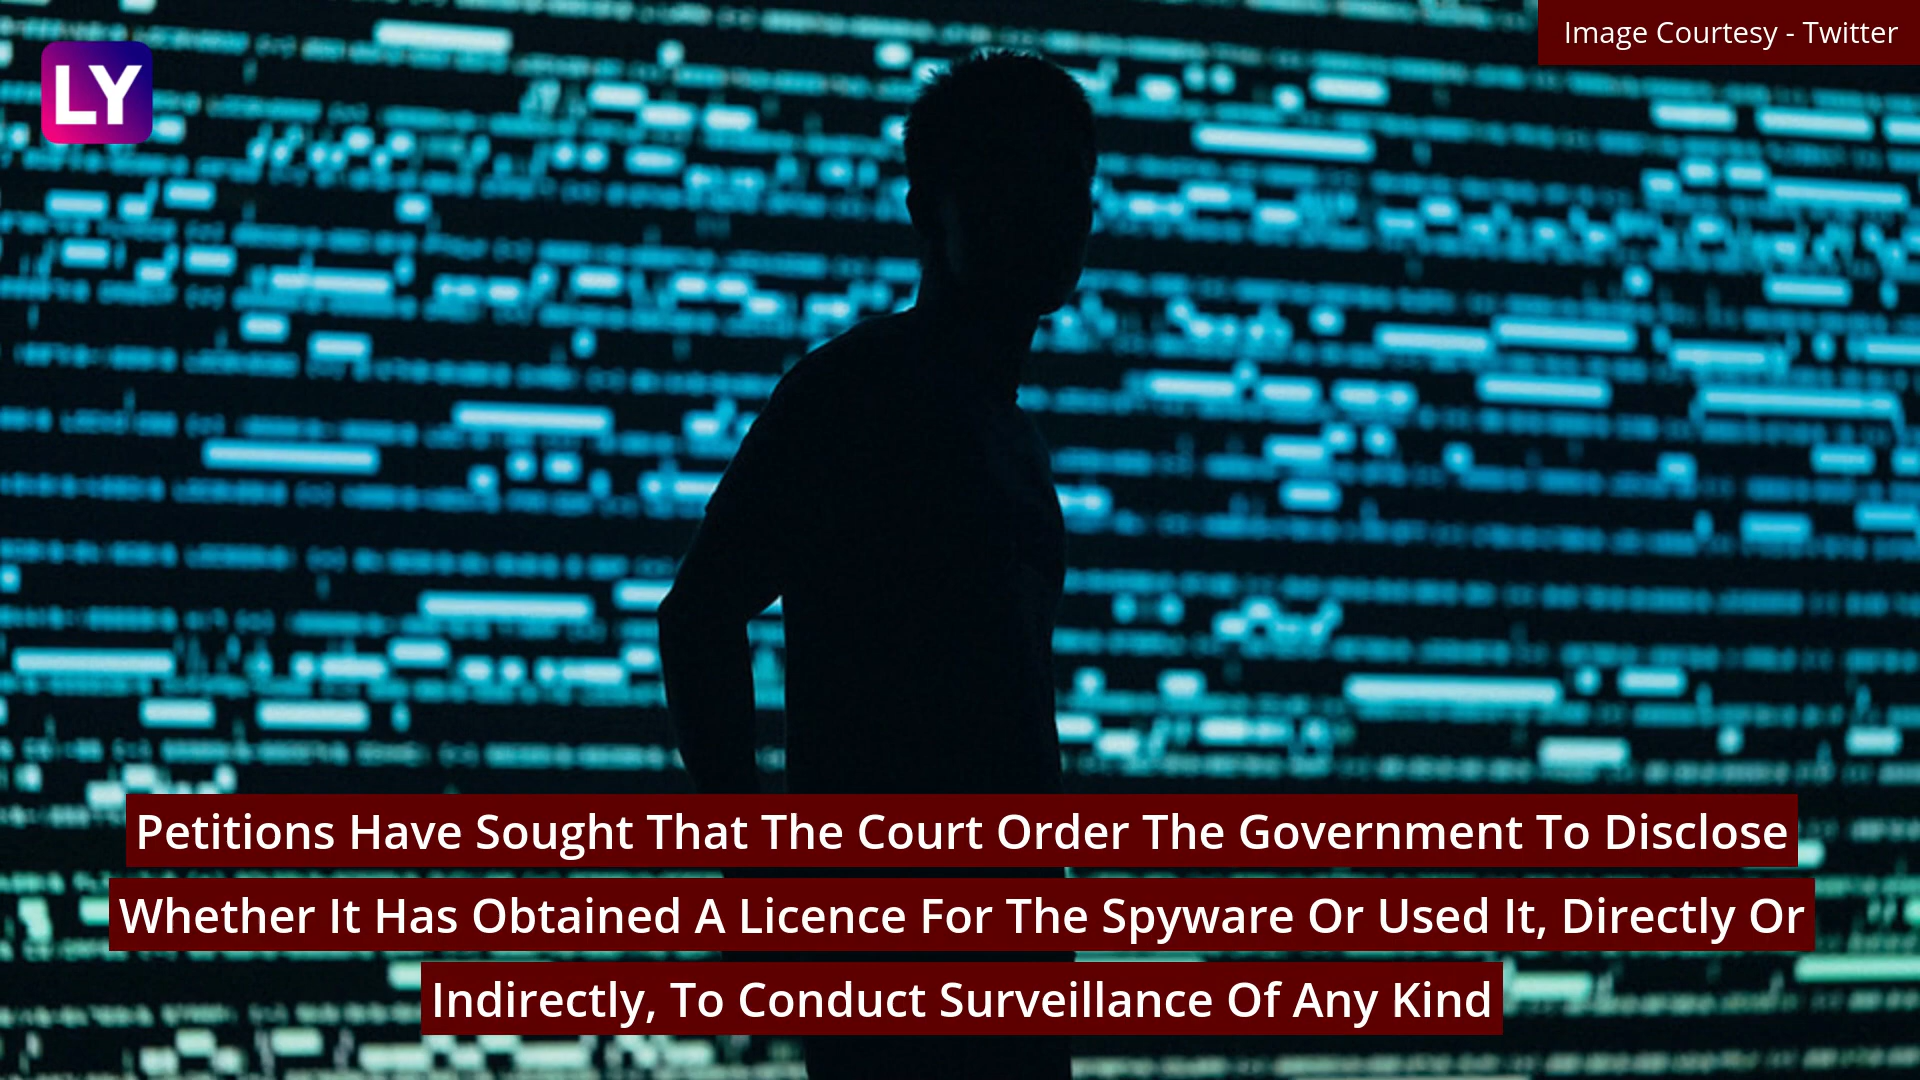 LY
Image Courtesy - Twitter
Petitions Have Sought That The Court Order The Government To Disclose
Whether It Has Obtained A Licence For The Spyware Or Used It, Directly Or
Indirectly, To Conduct Surveillance Of Any Kind